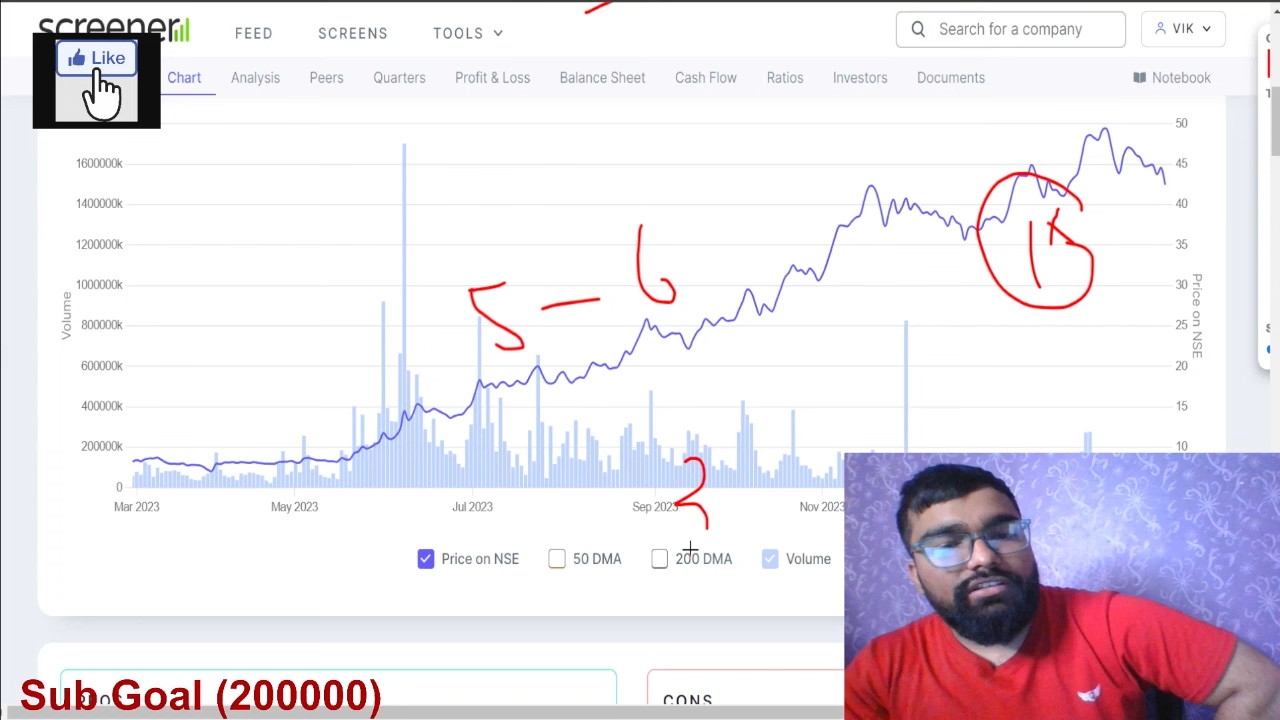 screener
FEED SCREENS TOOLS
Search for a company
VIK
Like
Chart Analysis Peers Quarters Profit & Loss Balance Sheet Cash Flow Ratios Investors Documents
Notebook
50
1600000k 45
1400000k 40
1200000k 35
1000000k 30
800000k 25
600000k 20
400000k 15
200000k 10
0
Volume
Price on NSE
5 – 6
2
Mar 2023 May 2023 Jul 2023 Sep 2023 Nov 2023
Price on NSE 50 DMA 200 DMA Volume
CONS
Sub Goal (200000)